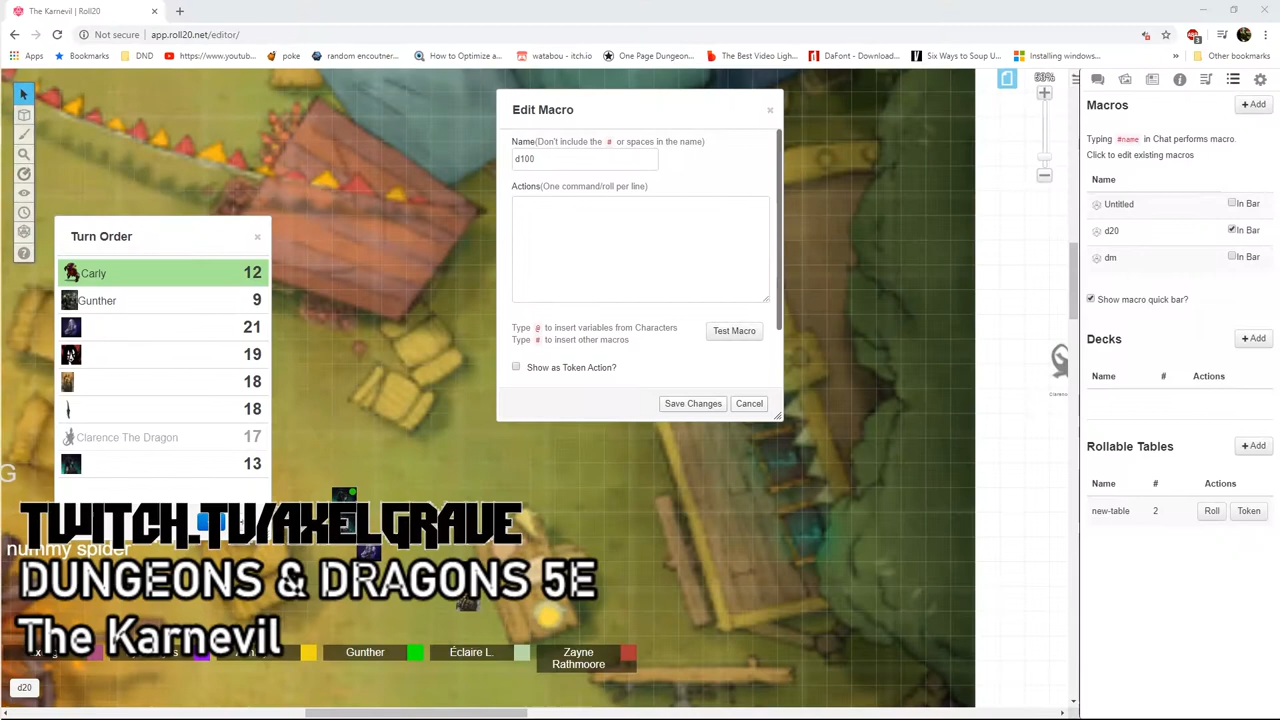 The Karnevil | Roll20
Not secure | app.roll20.net/editor/
Apps
Bookmarks
DND
https://www.youtub...
poke
random encoutner...
How to Optimize a...
watabou - itch.io
One Page Dungeon...
The Best Video Ligh...
DaFont - Download...
Six Ways to Soup U...
Installing windows...
Other bookmarks
53%
Edit Macro
Name(Don't include the # or spaces in the name)
d100
Actions(One command/roll per line)
Type @ to insert variables from Characters
Type # to insert other macros
Test Macro
Show as Token Action?
Save Changes
Cancel
Turn Order
Carly 12
Gunther 9
21
19
18
18
Clarence The Dragon 17
13
G
nummy spider
TWITCH.TV/AXELGRAVE
DUNGEONS & DRAGONS 5E
The Karnevil
Gunther
Éclaire L.
Zayne
Rathmoore
d20
Macros
+ Add
Typing #name in Chat performs macro.
Click to edit existing macros
Name
Untitled In Bar
d20 In Bar
dm In Bar
Show macro quick bar?
Decks
+ Add
Name # Actions
Rollable Tables
+ Add
Name # Actions
new-table 2 Roll Token